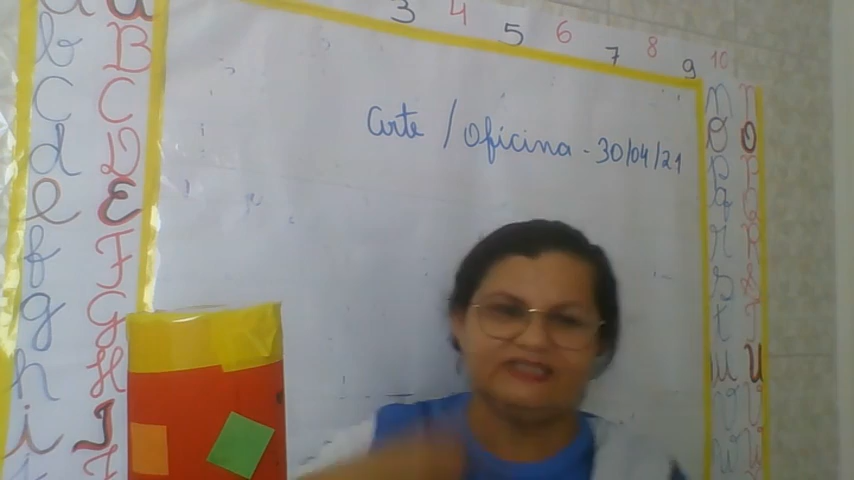 3 4 5 6 7 8 9 10
Arte / Oficina - 30/04/21
b B
C C
d D
e E
f F
g G
h H
i
n
O O
p P
q
r R
s S
t T
u U